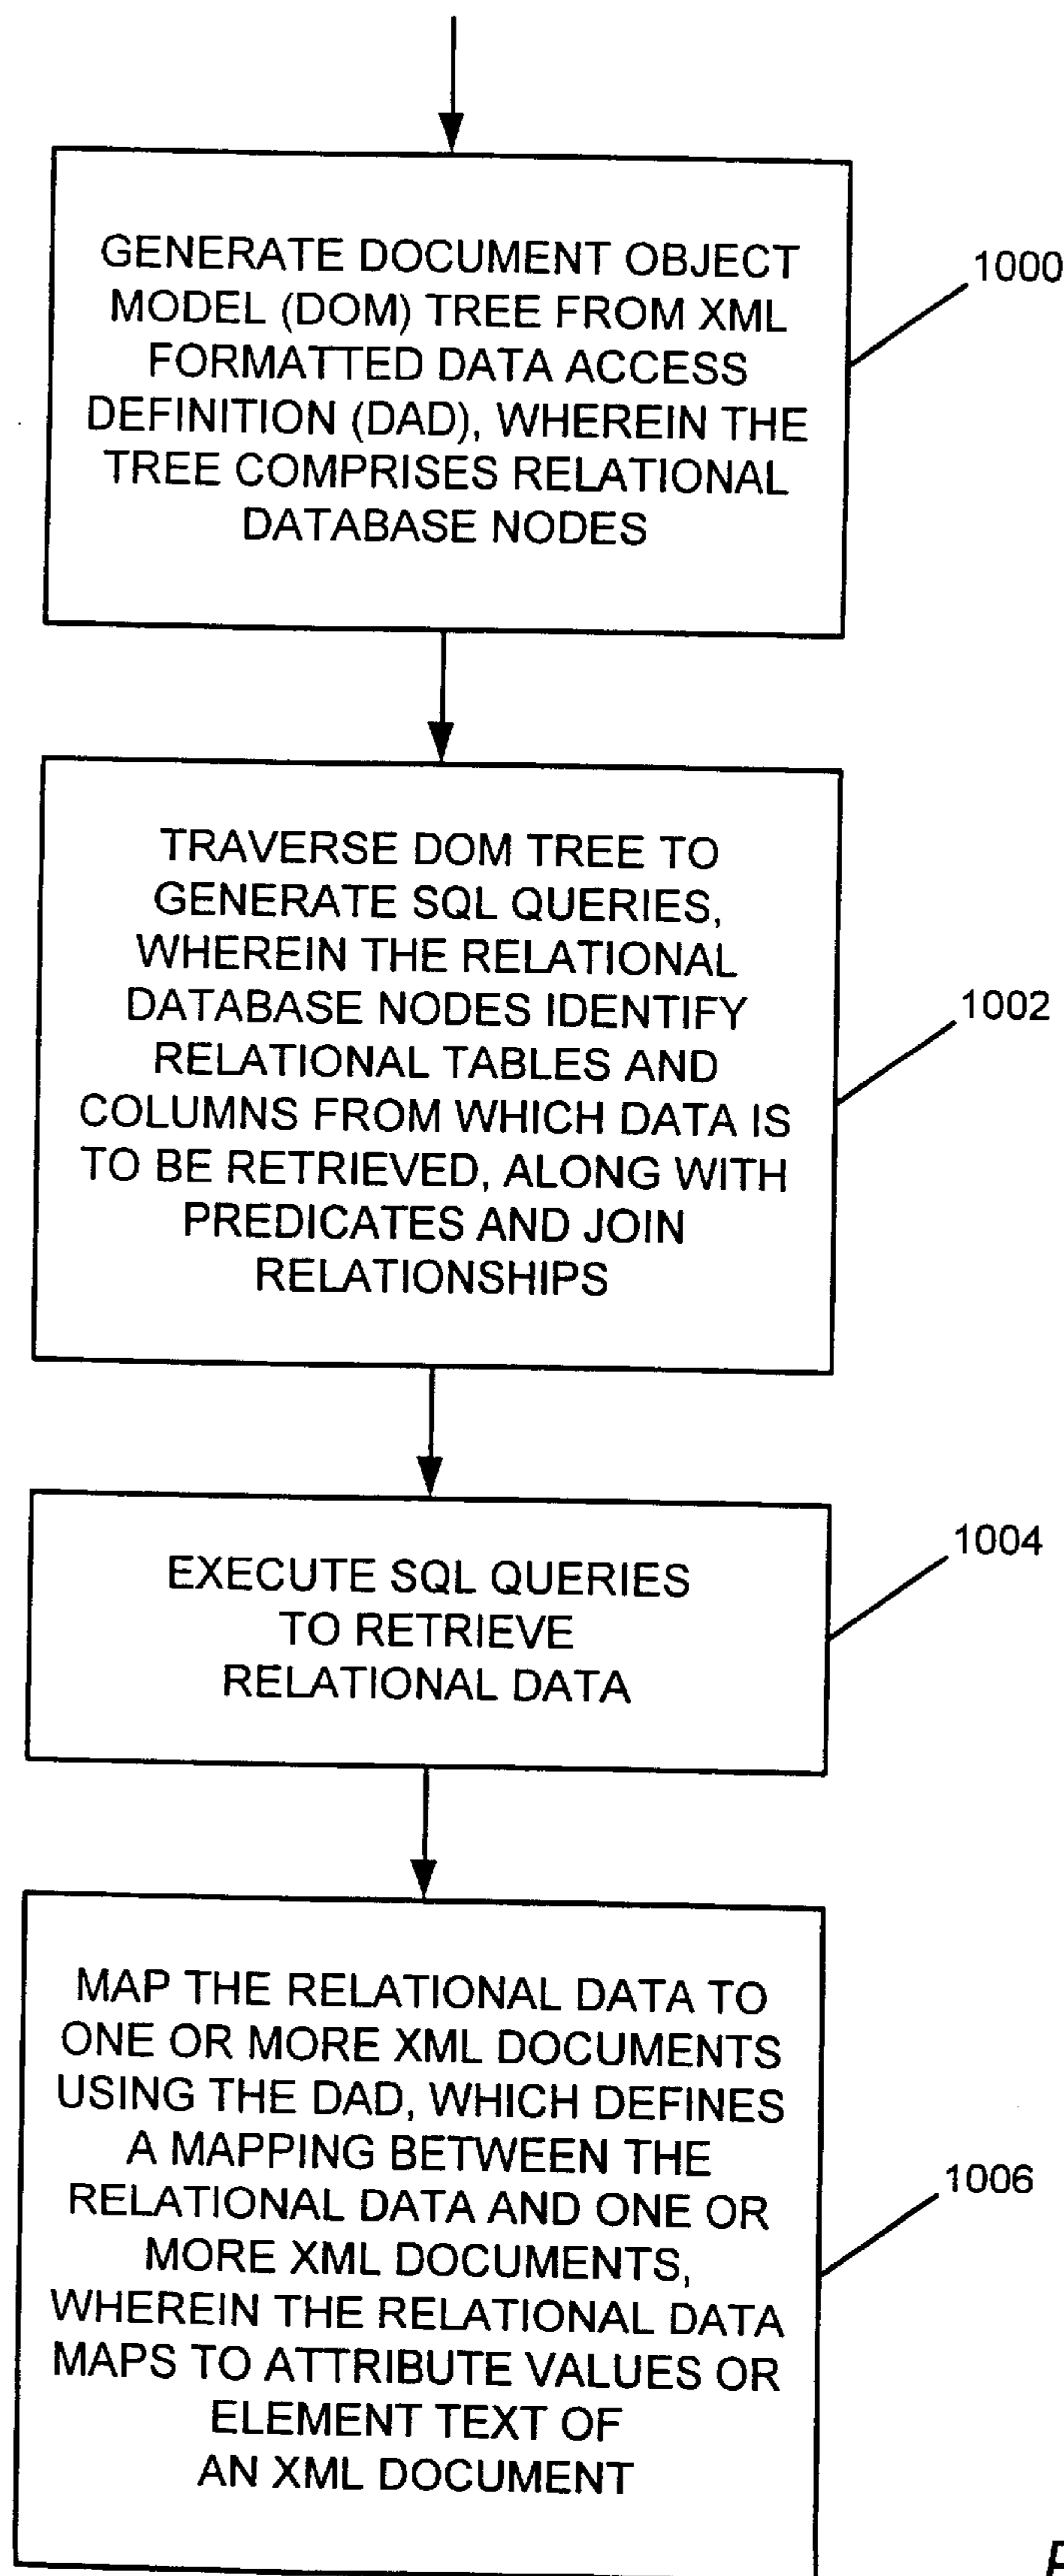 GENERATE DOCUMENT OBJECT
MODEL (DOM) TREE FROM XML
FORMATTED DATA ACCESS
DEFINITION (DAD), WHEREIN THE
TREE COMPRISES RELATIONAL
DATABASE NODES
1000
TRAVERSE DOM TREE TO
GENERATE SQL QUERIES,
WHEREIN THE RELATIONAL
DATABASE NODES IDENTIFY
RELATIONAL TABLES AND
COLUMNS FROM WHICH DATA IS
TO BE RETRIEVED, ALONG WITH
PREDICATES AND JOIN
RELATIONSHIPS
1002
EXECUTE SQL QUERIES
TO RETRIEVE
RELATIONAL DATA
1004
MAP THE RELATIONAL DATA TO
ONE OR MORE XML DOCUMENTS
USING THE DAD, WHICH DEFINES
A MAPPING BETWEEN THE
RELATIONAL DATA AND ONE OR
MORE XML DOCUMENTS,
WHEREIN THE RELATIONAL DATA
MAPS TO ATTRIBUTE VALUES OR
ELEMENT TEXT OF
AN XML DOCUMENT
1006